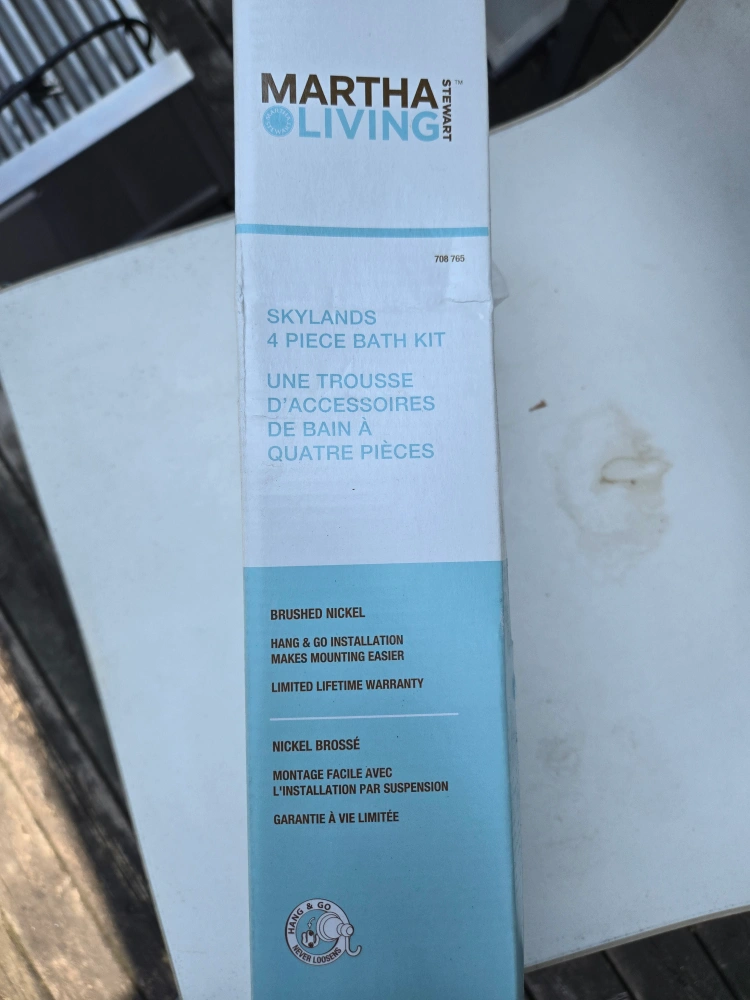 MARTHA
STEWART™
LIVING
708 765
SKYLANDS
4 PIECE BATH KIT
UNE TROUSSE
D'ACCESSOIRES
DE BAIN À
QUATRE PIÈCES
BRUSHED NICKEL
HANG & GO INSTALLATION
MAKES MOUNTING EASIER
LIMITED LIFETIME WARRANTY
NICKEL BROSSÉ
MONTAGE FACILE AVEC
L'INSTALLATION PAR SUSPENSION
GARANTIE À VIE LIMITÉE
HANG & GO
NEVER LOOSENS